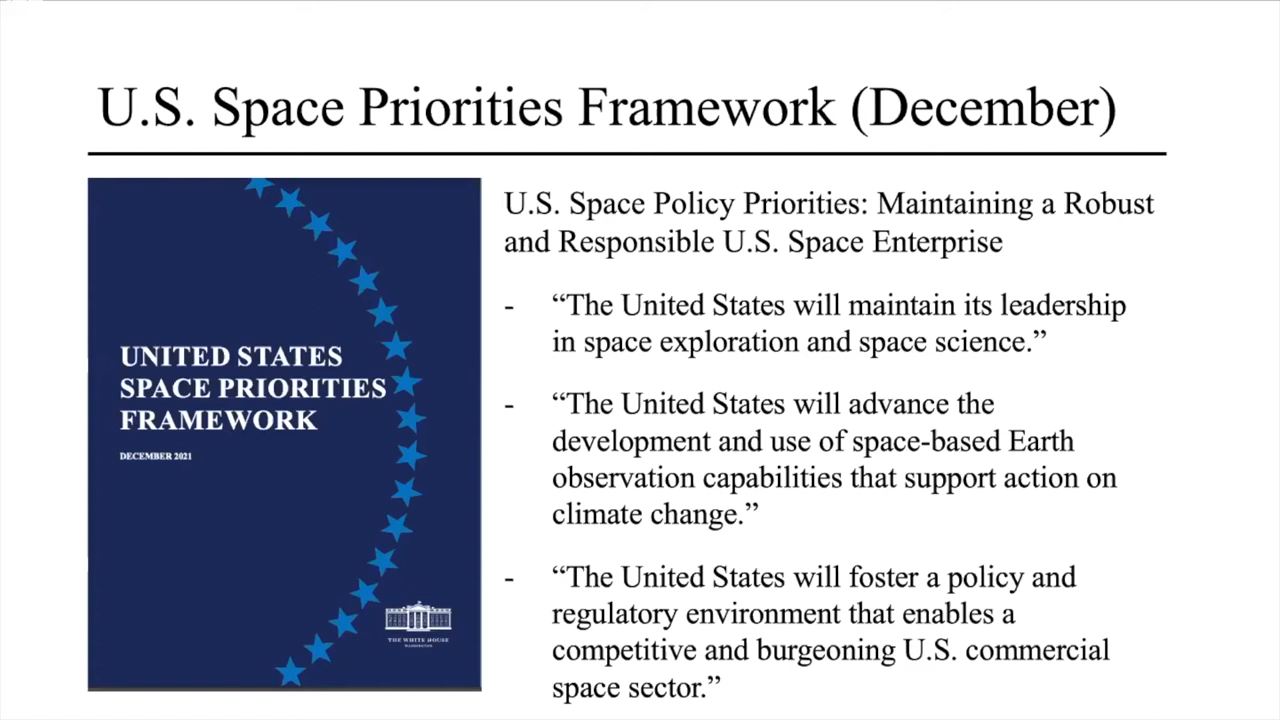 U.S. Space Priorities Framework (December)
UNITED STATES
SPACE PRIORITIES
FRAMEWORK
DECEMBER 2021
THE WHITE HOUSE
WASHINGTON
U.S. Space Policy Priorities: Maintaining a Robust
and Responsible U.S. Space Enterprise
- “The United States will maintain its leadership
in space exploration and space science.”
- “The United States will advance the
development and use of space-based Earth
observation capabilities that support action on
climate change.”
- “The United States will foster a policy and
regulatory environment that enables a
competitive and burgeoning U.S. commercial
space sector.”